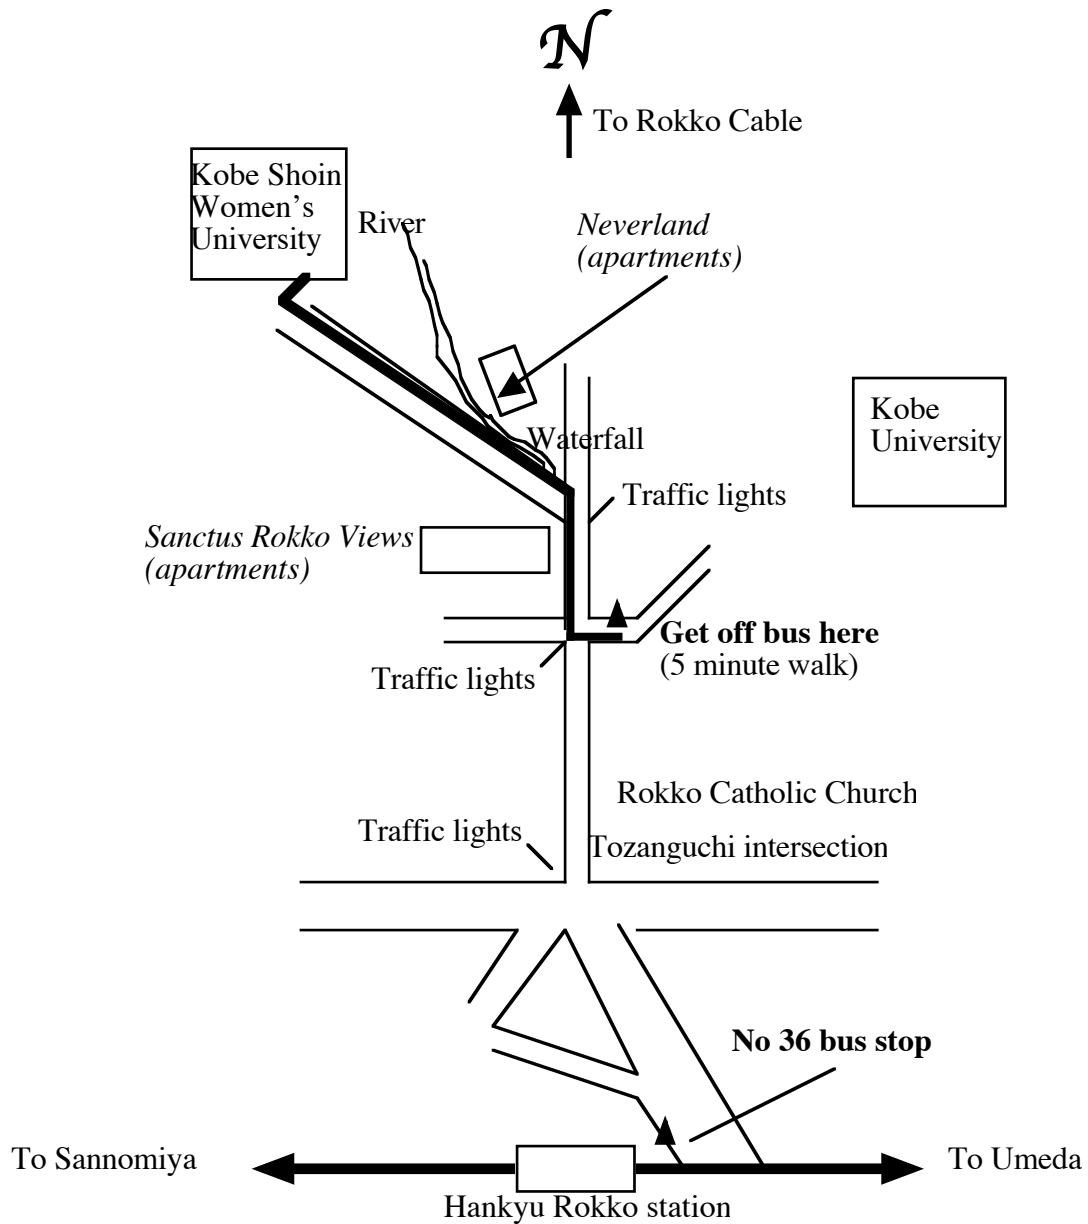 N
To Rokko Cable
Kobe Shoin
Women’s
University
River
Neverland
(apartments)
Kobe
University
Waterfall
Traffic lights
Sanctus Rokko Views
(apartments)
Get off bus here
(5 minute walk)
Traffic lights
Rokko Catholic Church
Traffic lights
Tozanguchi intersection
No 36 bus stop
To Sannomiya
To Umeda
Hankyu Rokko station